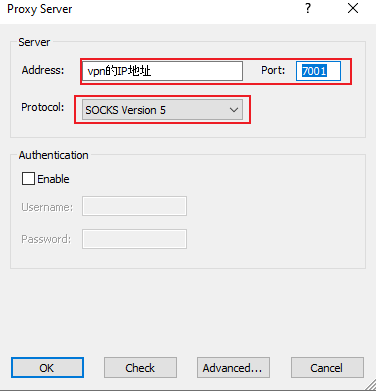 Proxy Server
Server
Address: vpn的IP地址 Port: 7001
Protocol: SOCKS Version 5
Authentication
Enable
Username:
Password:
OK Check Advanced... Cancel